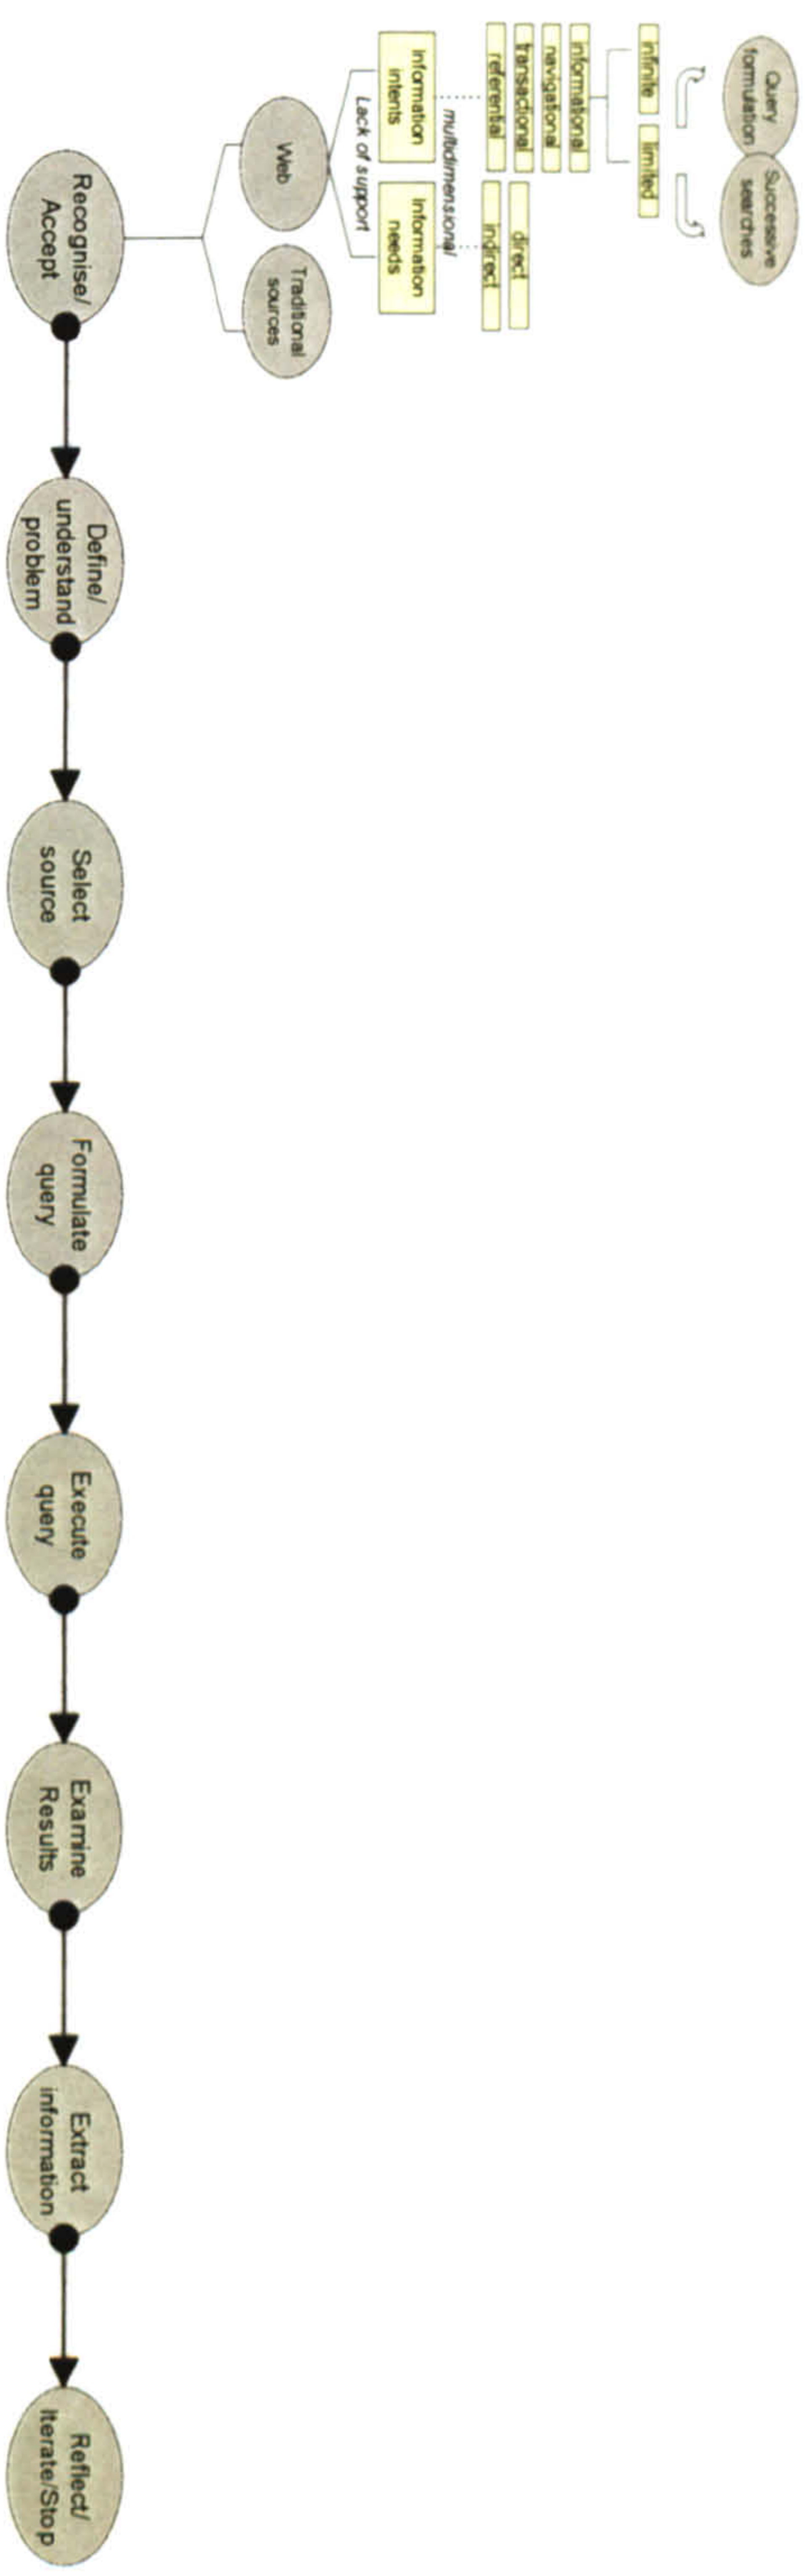 Query
formulation
Successive
searches
infinite
limited
informational
navigational
transactional
referential
direct
indirect
multidimensional
Information
intents
Information
needs
Lack of support
Web
Traditional
sources
Recognise/
Accept
Define/
understand
problem
Select
source
Formulate
query
Execute
query
Examine
Results
Extract
information
Reflect/
Iterate/Stop